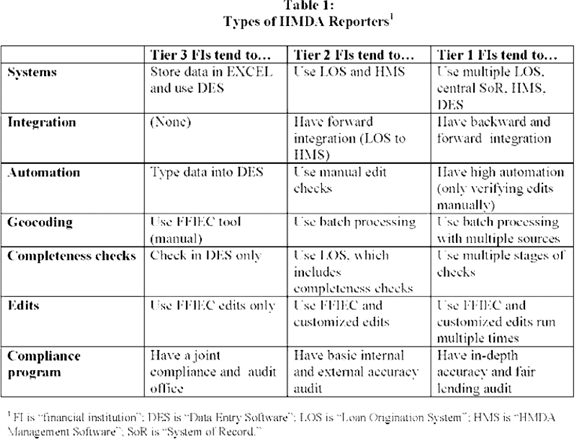 Table 1:
Types of HMDA Reporters1
Tier 3 FIs tend to… Tier 2 FIs tend to… Tier 1 FIs tend to…
Systems
Store data in EXCEL
and use DES
Use LOS and HMS
Use multiple LOS,
central SoR, HMS,
DES
Integration
(None)
Have forward
integration (LOS to
HMS)
Have backward and
forward integration
Automation
Type data into DES
Use manual edit
checks
Have high automation
(only verifying edits
manually)
Geocoding
Use FFIEC tool
(manual)
Use batch processing
Use batch processing
with multiple sources
Completeness checks
Check in DES only
Use LOS, which
includes
completeness checks
Use multiple stages of
checks
Edits
Use FFIEC edits only
Use FFIEC and
customized edits
Use FFIEC and
customized edits run
multiple times
Compliance
program
Have a joint
compliance and audit
office
Have basic internal
and external accuracy
audit
Have in-depth
accuracy and fair
lending audit
1 FI is "financial institution"; DES is "Data Entry Software"; LOS is "Loan Origination System"; HMS is "HMDA
Management Software"; SoR is "System of Record."